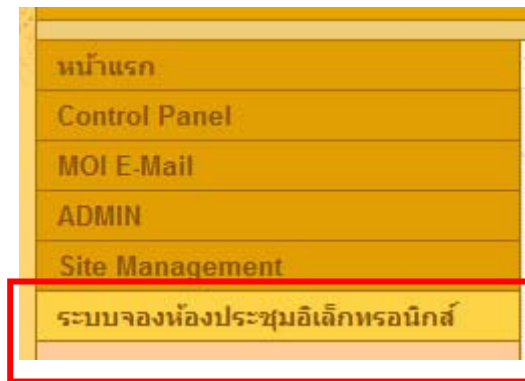 หน้าแรก
Control Panel
MOI E-Mail
ADMIN
Site Management
ระบบจองห้องประชุมอิเล็กทรอนิกส์